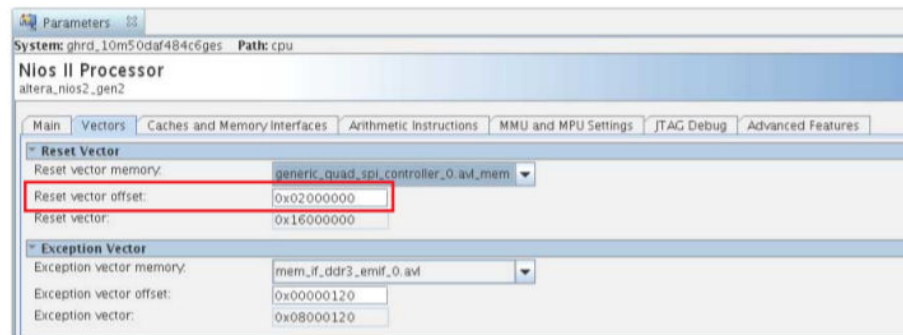 Parameters
System: ghrd_10m50daf484c6ges Path: cpu
Nios II Processor
altera_nios2_gen2
Main Vectors Caches and Memory Interfaces Arithmetic Instructions MMU and MPU Settings JTAG Debug Advanced Features
Reset Vector
Reset vector memory: generic_quad_spi_controller_0.avl_mem
Reset vector offset: 0x02000000
Reset vector: 0x16000000
Exception Vector
Exception vector memory: mem_if_ddr3_emif_0.avl
Exception vector offset: 0x00000120
Exception vector: 0x08000120